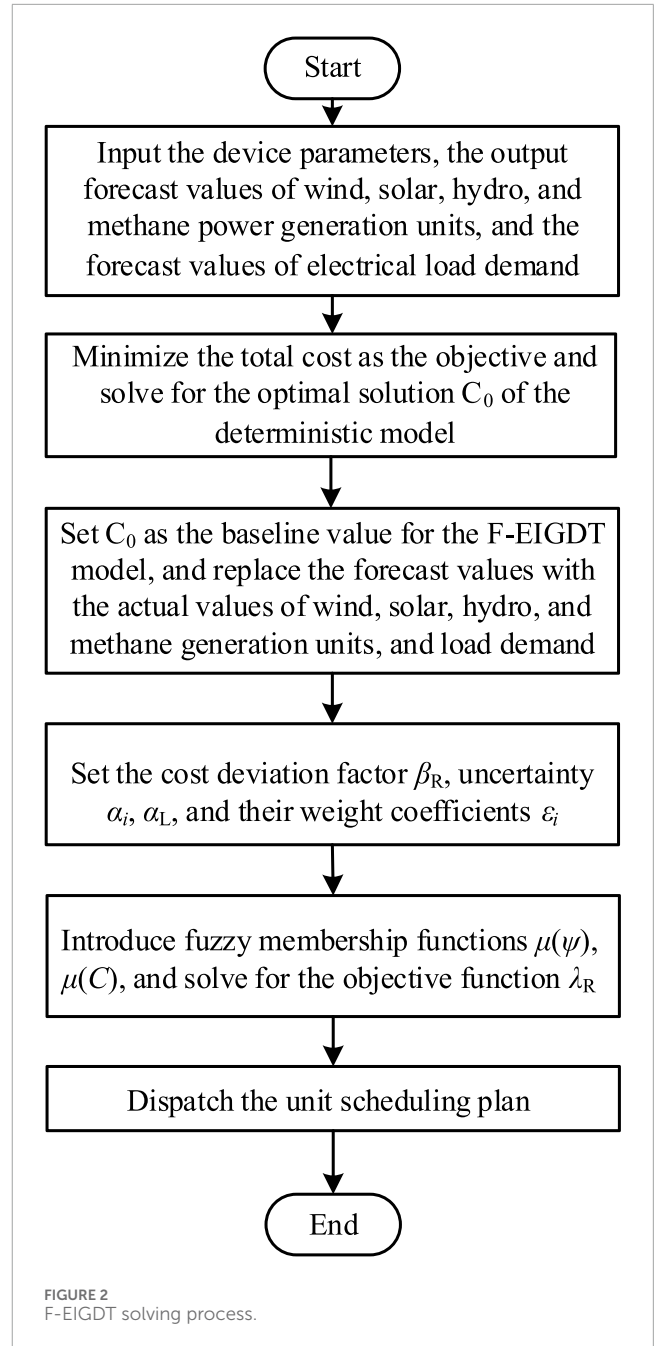 Start
Input the device parameters, the output
forecast values of wind, solar, hydro, and
methane power generation units, and the
forecast values of electrical load demand
Minimize the total cost as the objective and
solve for the optimal solution C₀ of the
deterministic model
Set C₀ as the baseline value for the F-EIGDT
model, and replace the forecast values with
the actual values of wind, solar, hydro, and
methane generation units, and load demand
Set the cost deviation factor β_R, uncertainty
α_i, α_L, and their weight coefficients ε_i
Introduce fuzzy membership functions μ(ψ),
μ(C), and solve for the objective function λ_R
Dispatch the unit scheduling plan
End
FIGURE 2
F-EIGDT solving process.